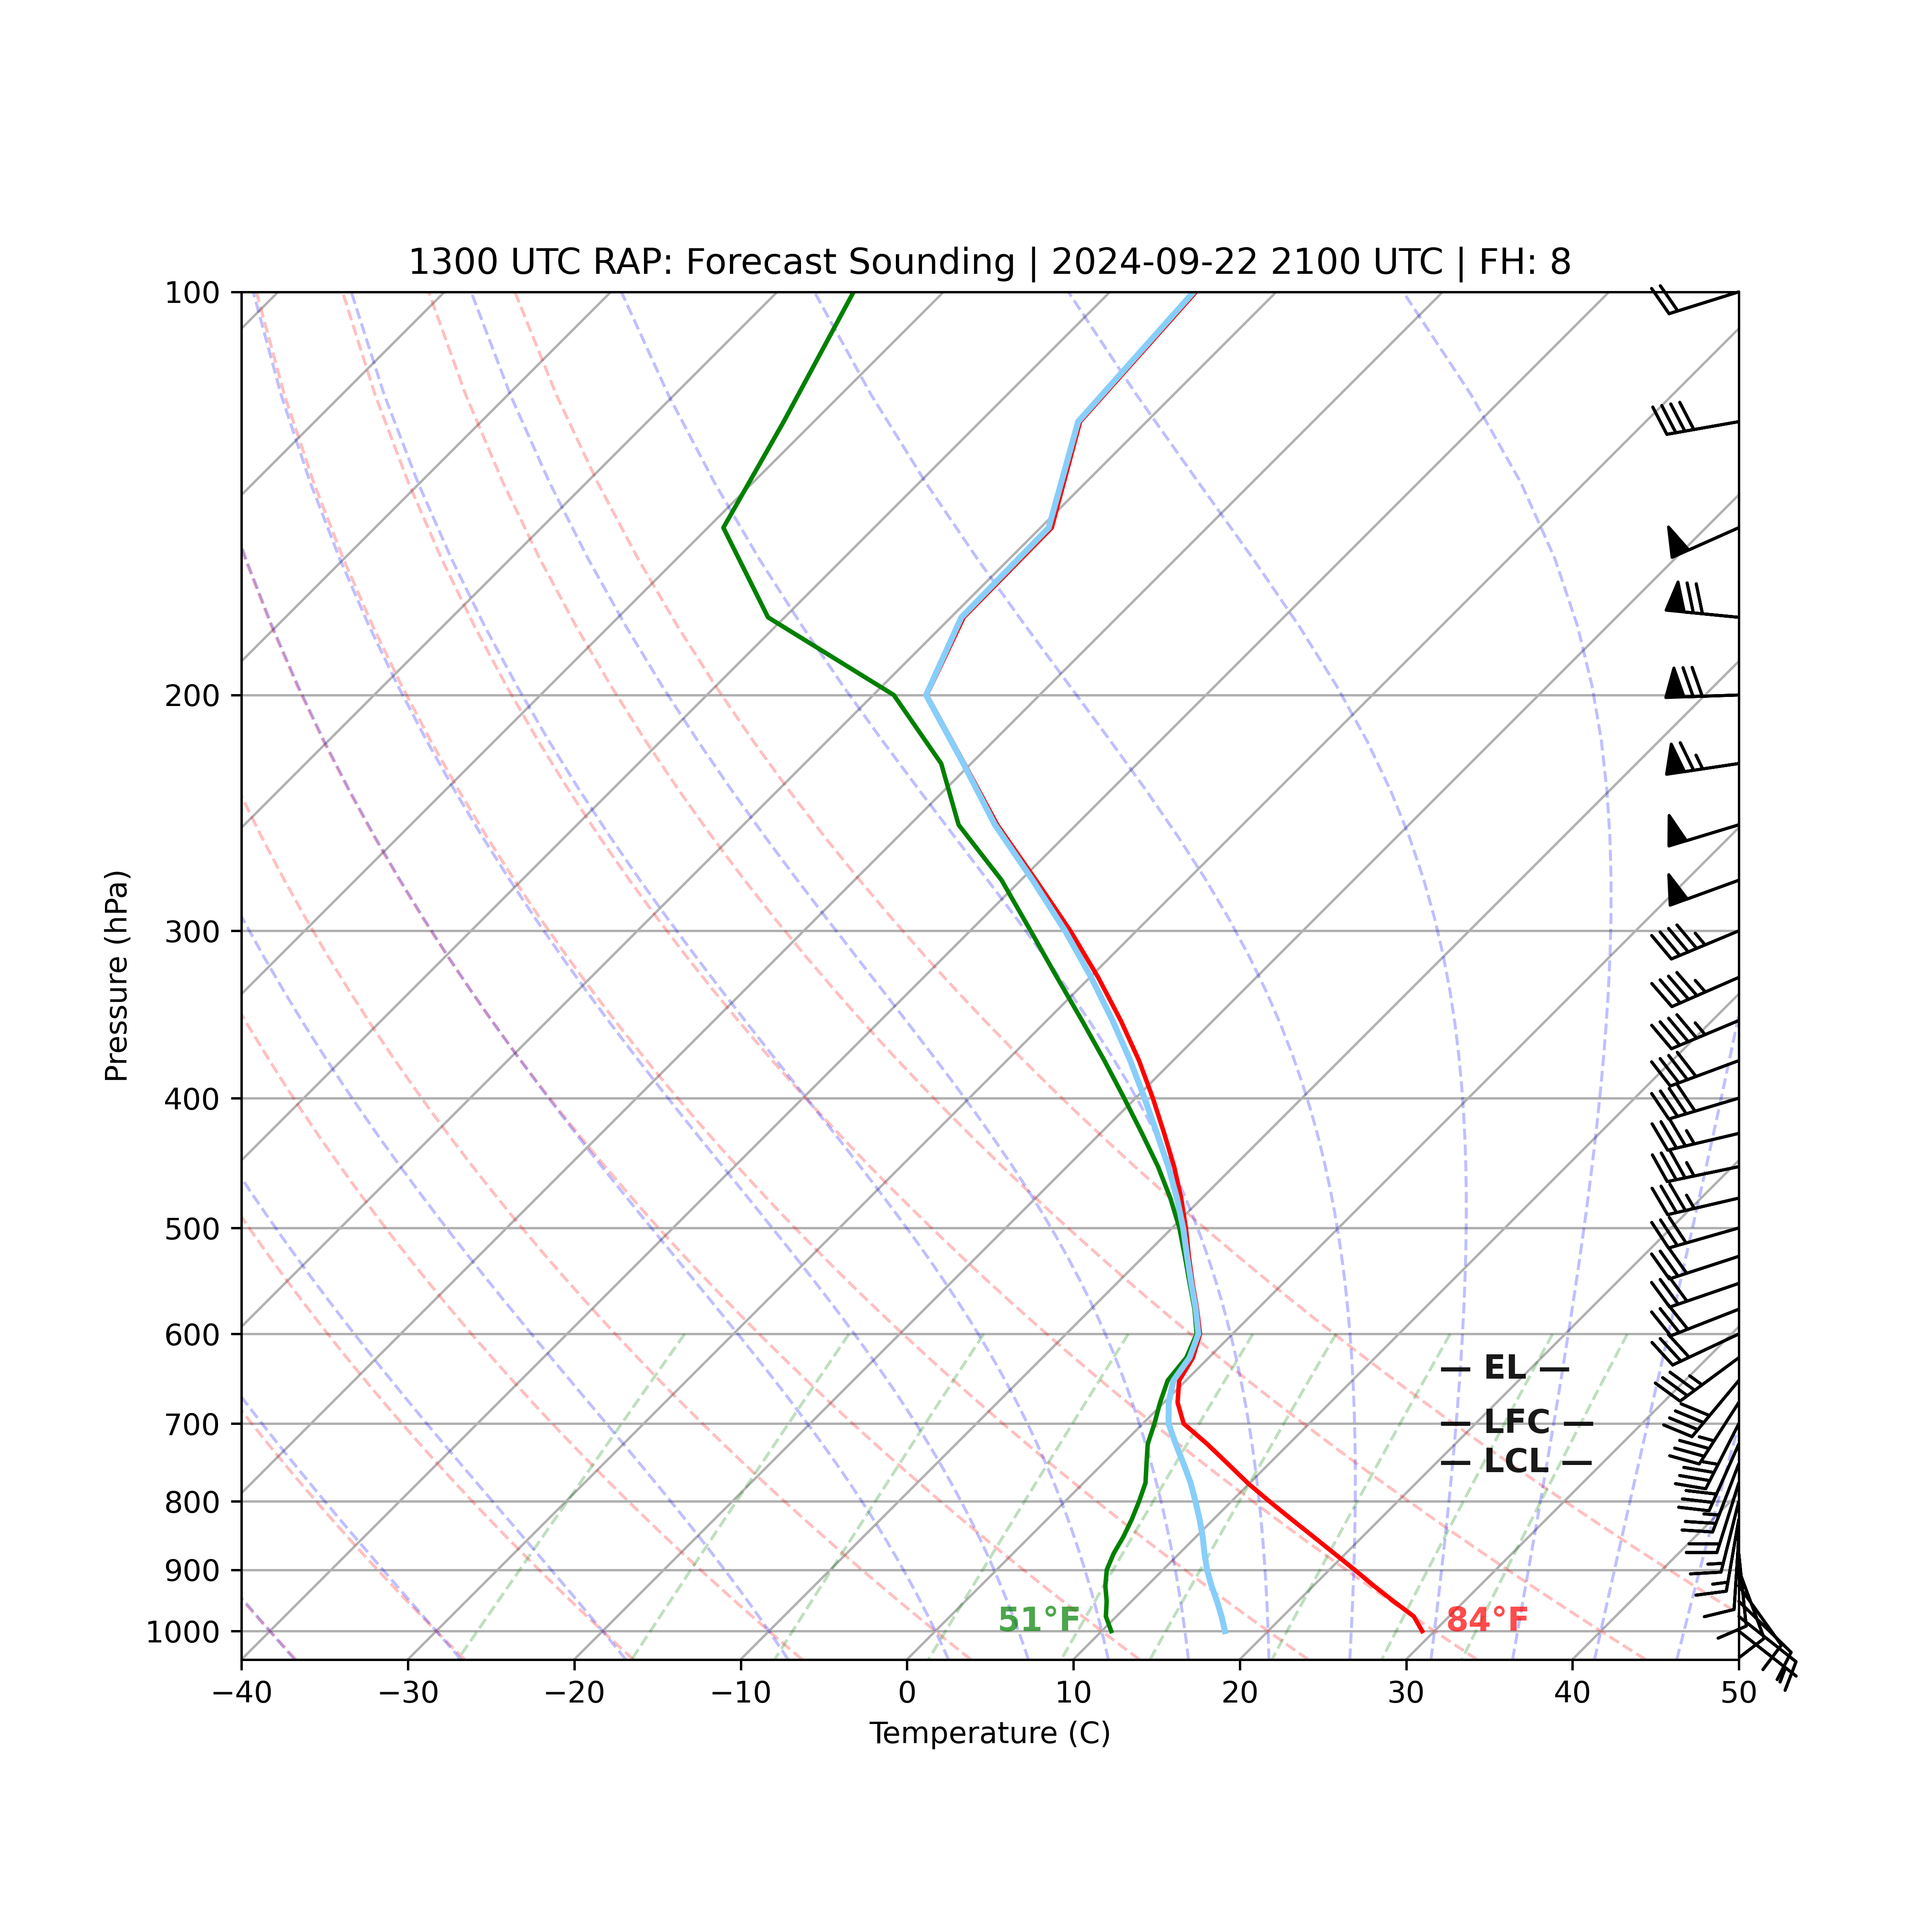 1300 UTC RAP: Forecast Sounding | 2024-09-22 2100 UTC | FH: 8
100
200
300
400
500
600
700
800
900
1000
Pressure (hPa)
— EL —
— LFC —
— LCL —
51°F
84°F
−40 −30 −20 −10 0 10 20 30 40 50
Temperature (C)